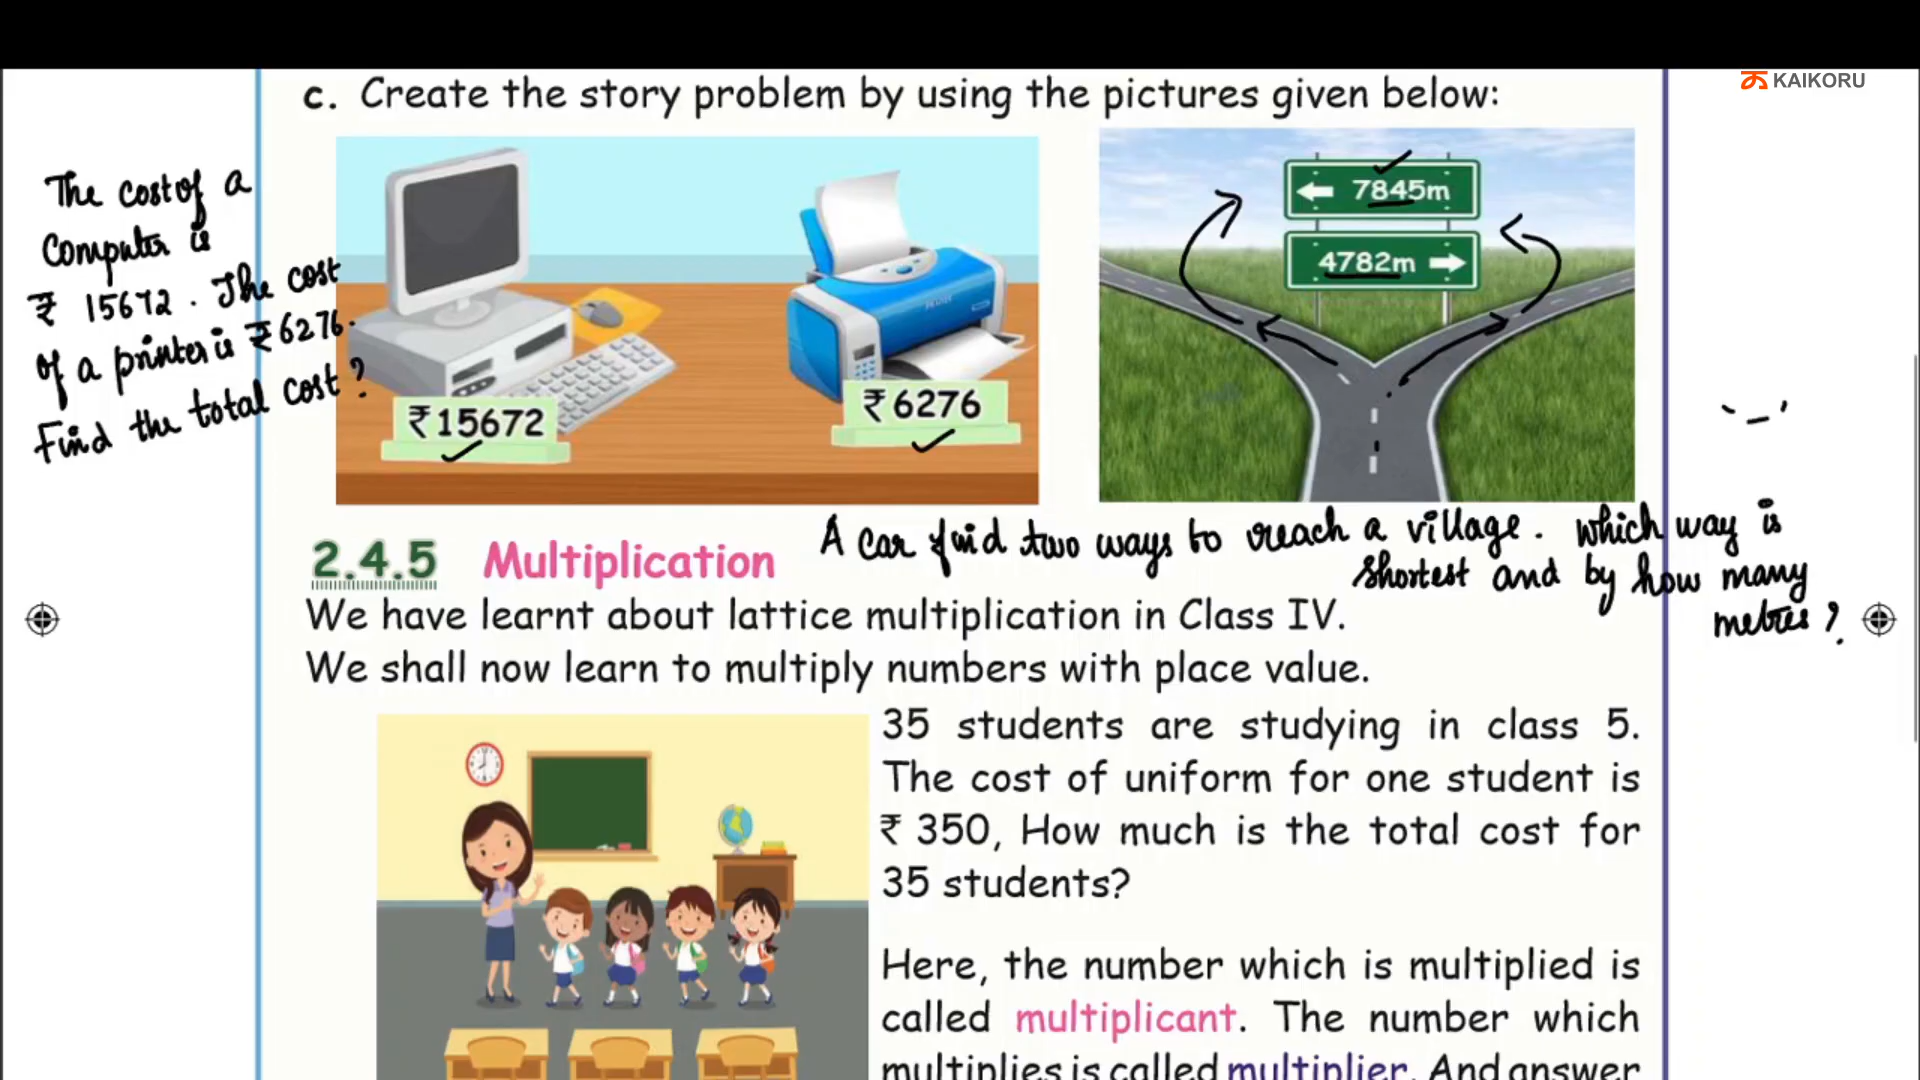 KAIKORU
c. Create the story problem by using the pictures given below:
The cost of a
Computer is
₹ 15672. The cost
of a printer is ₹6276.
Find the total cost?
₹15672
₹6276
7845m
4782m
A car find two ways to reach a village. Which way is
shortest and by how many
metres?
2.4.5 Multiplication
We have learnt about lattice multiplication in Class IV.
We shall now learn to multiply numbers with place value.
35 students are studying in class 5.
The cost of uniform for one student is
₹ 350, How much is the total cost for
35 students?
Here, the number which is multiplied is
called multiplicant. The number which
multiplies is called multiplier. And answer